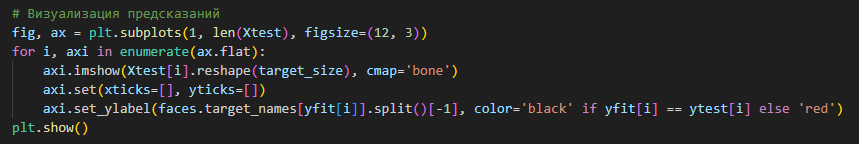 # Визуализация предсказаний
fig, ax = plt.subplots(1, len(Xtest), figsize=(12, 3))
for i, axi in enumerate(ax.flat):
    axi.imshow(Xtest[i].reshape(target_size), cmap='bone')
    axi.set(xticks=[], yticks=[])
    axi.set_ylabel(faces.target_names[yfit[i]].split()[-1], color='black' if yfit[i] == ytest[i] else 'red')
plt.show()